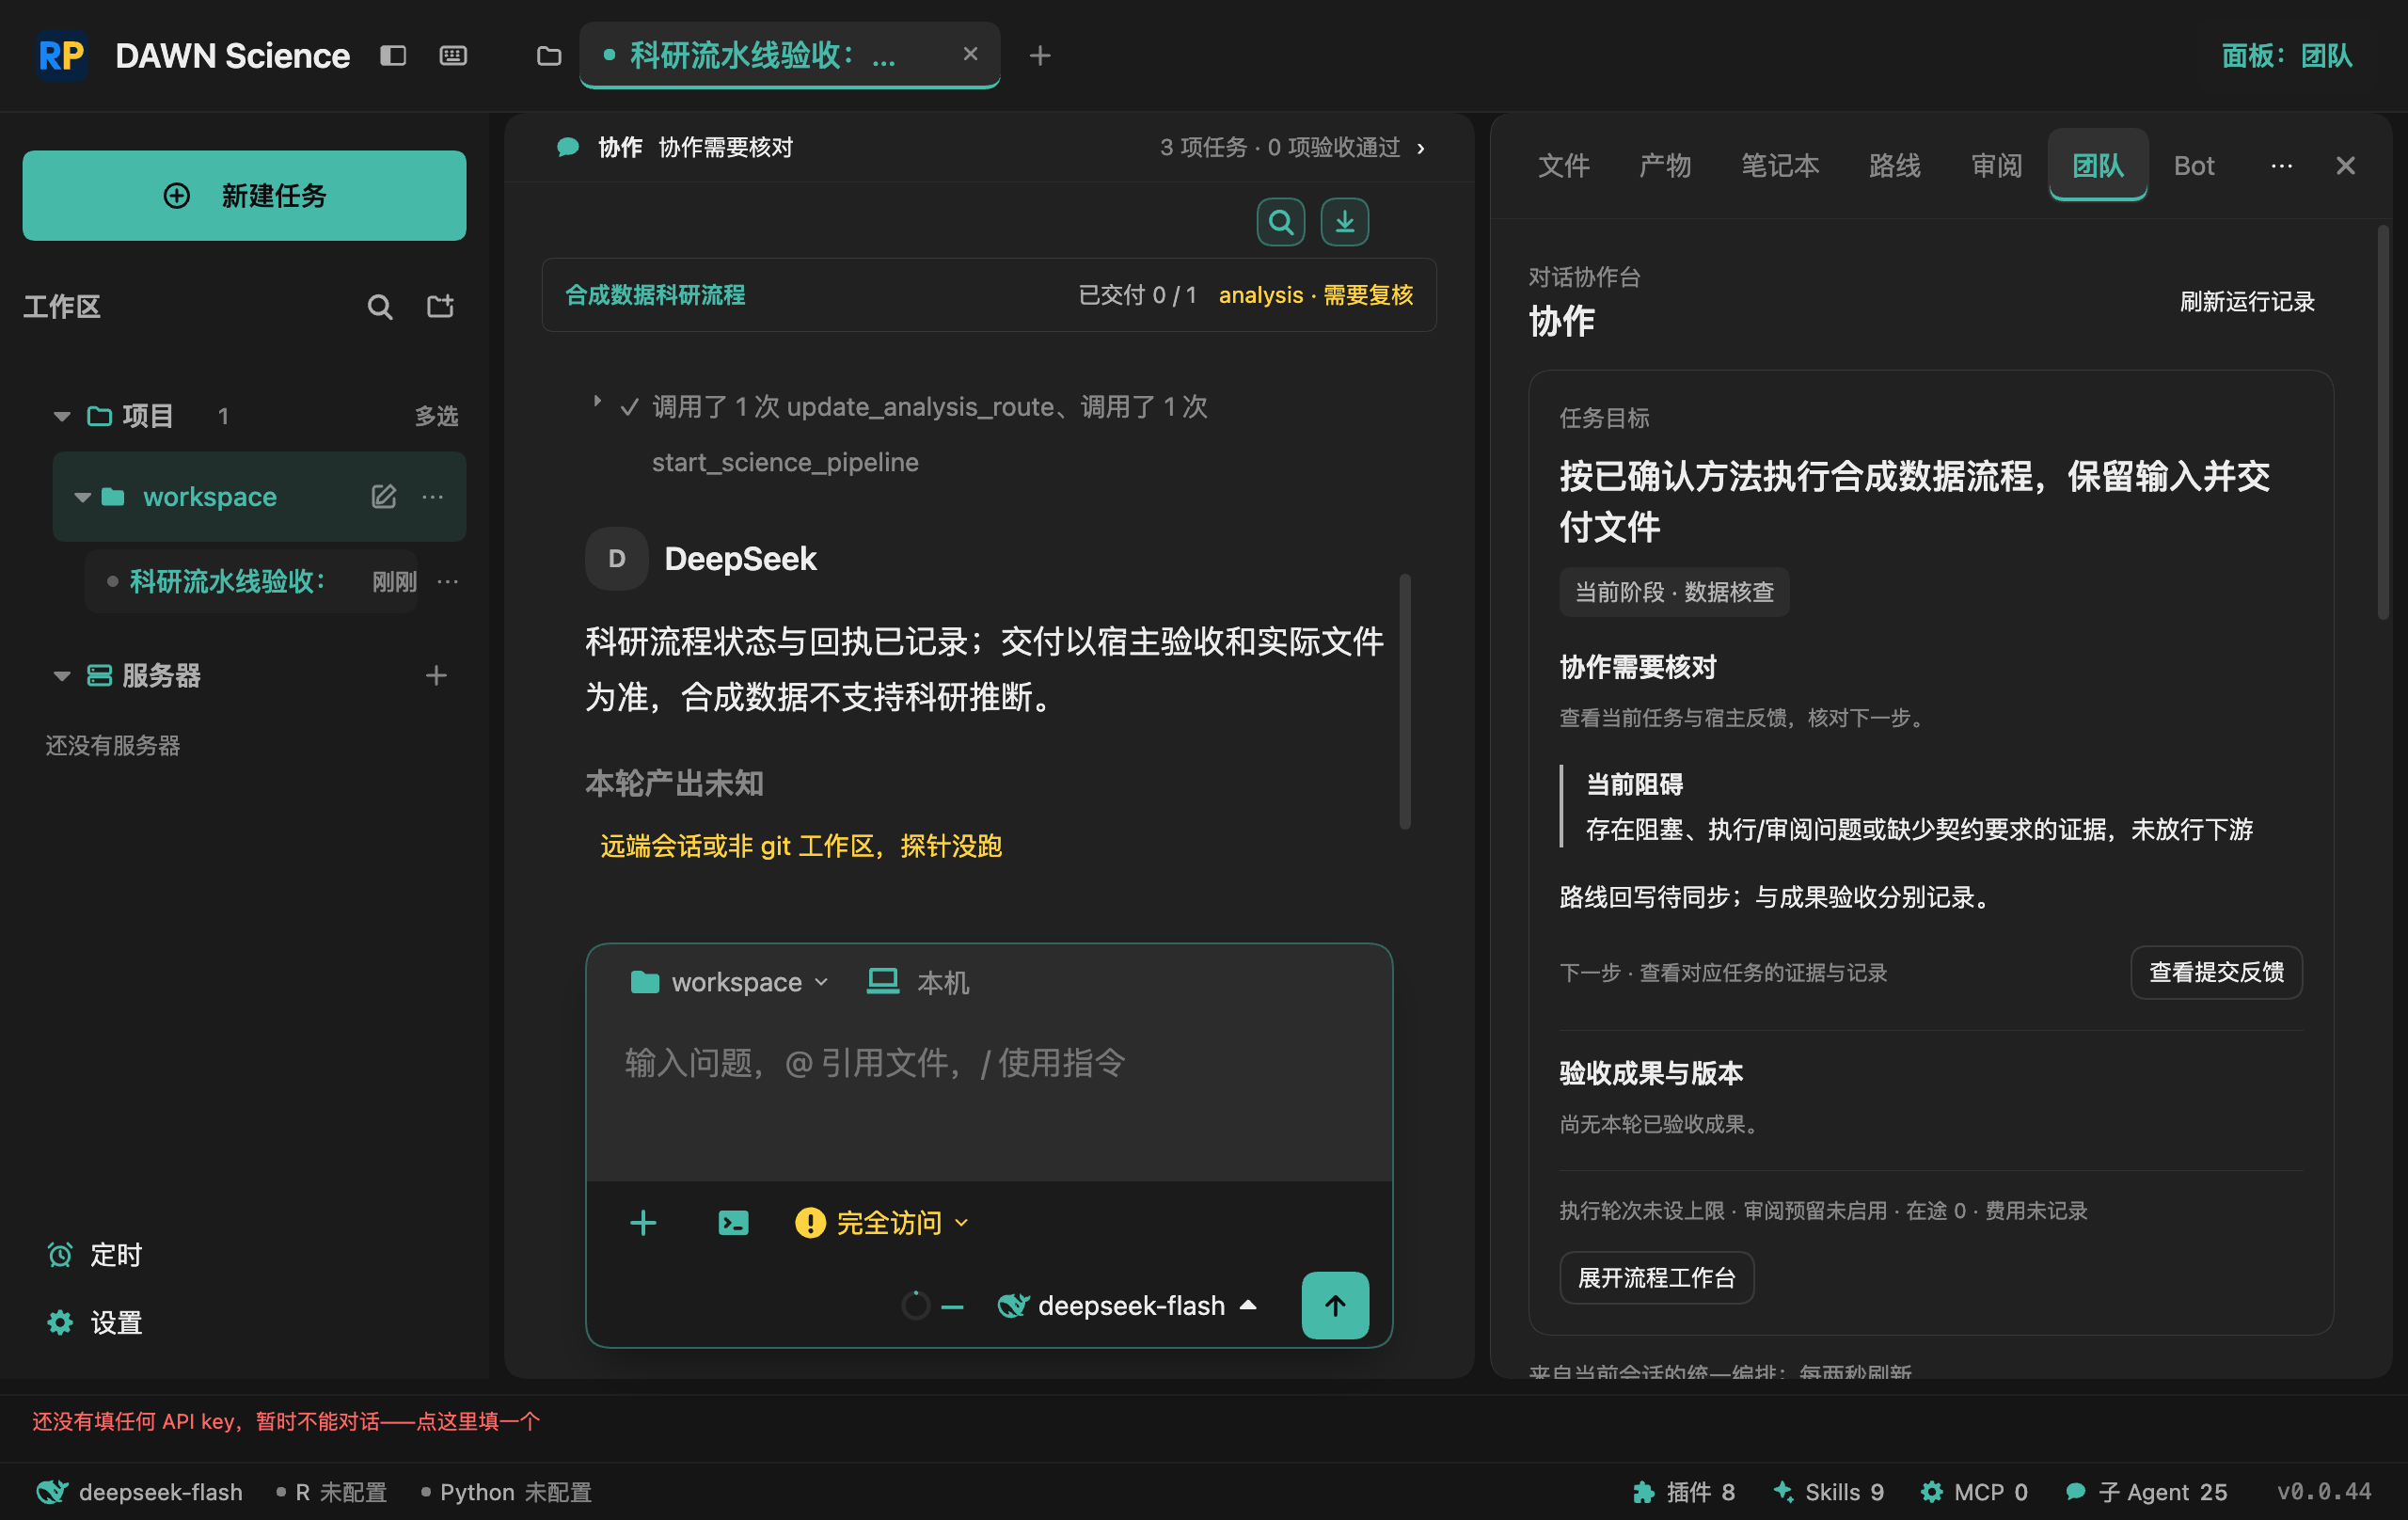 RP DAWN Science
科研流水线验收：...
面板：团队
新建任务
工作区
项目 1 多选
workspace
科研流水线验收： 刚刚
服务器
还没有服务器
定时
设置
协作 协作需要核对
3 项任务 · 0 项验收通过
合成数据科研流程
已交付 0 / 1 analysis · 需要复核
调用了 1 次 update_analysis_route、调用了 1 次
start_science_pipeline
D DeepSeek
科研流程状态与回执已记录；交付以宿主验收和实际文件
为准，合成数据不支持科研推断。
本轮产出未知
远端会话或非 git 工作区，探针没跑
workspace 本机
输入问题，@ 引用文件，/ 使用指令
完全访问
deepseek-flash
文件 产物 笔记本 路线 审阅 团队 Bot ...
对话协作台
协作
刷新运行记录
任务目标
按已确认方法执行合成数据流程，保留输入并交
付文件
当前阶段 · 数据核查
协作需要核对
查看当前任务与宿主反馈，核对下一步。
当前阻碍
存在阻塞、执行/审阅问题或缺少契约要求的证据，未放行下游
路线回写待同步；与成果验收分别记录。
下一步 · 查看对应任务的证据与记录
查看提交反馈
验收成果与版本
尚无本轮已验收成果。
执行轮次未设上限 · 审阅预留未启用 · 在途 0 · 费用未记录
展开流程工作台
来自当前会话的统一编排；每两秒刷新
还没有填任何 API key，暂时不能对话——点这里填一个
deepseek-flash R 未配置 Python 未配置
插件 8 Skills 9 MCP 0 子 Agent 25 v0.0.44